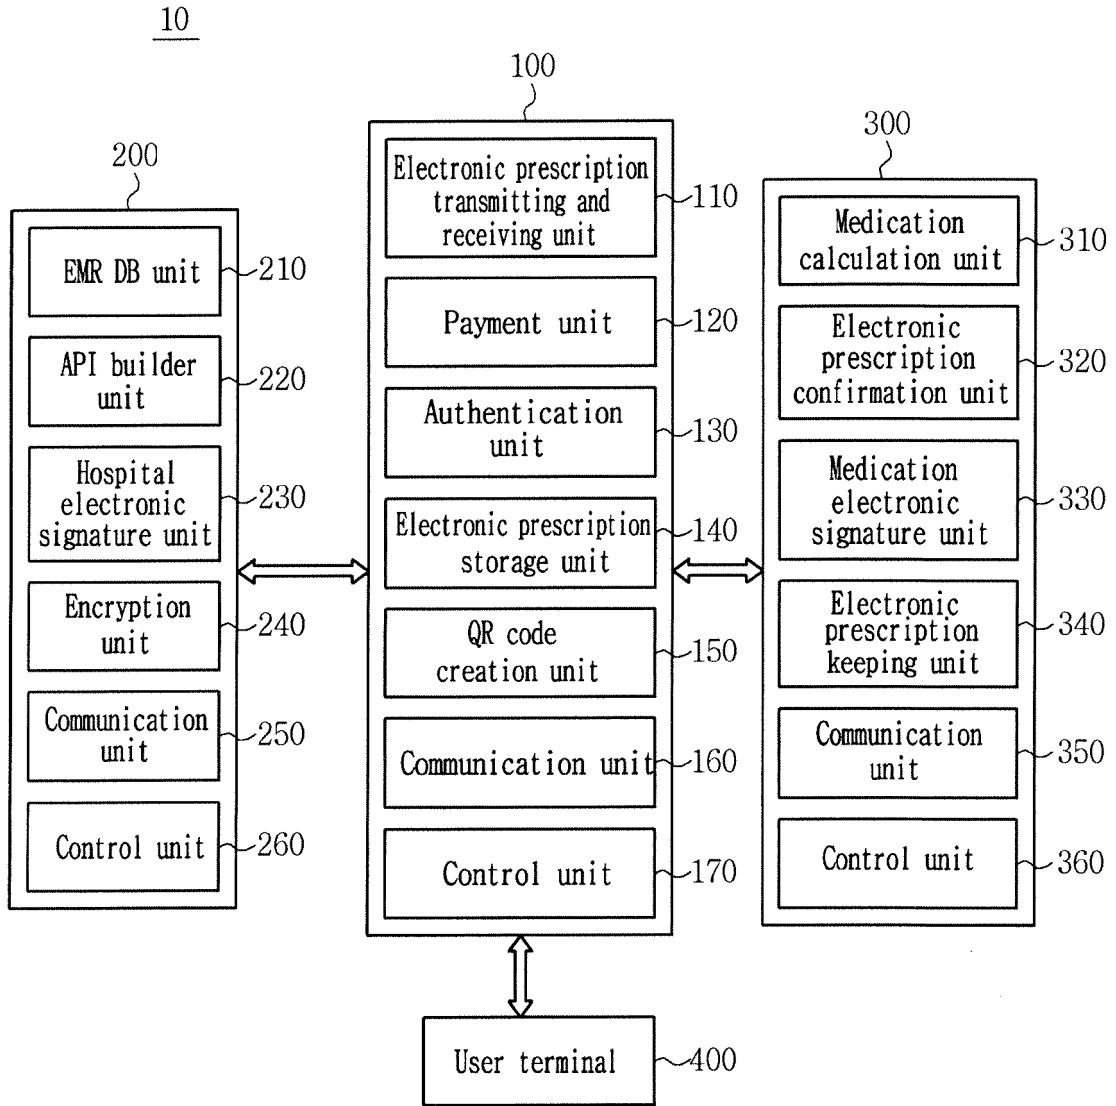 10
100
Electronic prescription
transmitting and
receiving unit
110
Payment unit
120
Authentication
unit
130
Electronic prescription
storage unit
140
QR code
creation unit
150
Communication unit
160
Control unit
170
200
EMR DB unit
210
API builder
unit
220
Hospital
electronic
signature unit
230
Encryption
unit
240
Communication
unit
250
Control unit
260
300
Medication
calculation unit
310
Electronic
prescription
confirmation unit
320
Medication
electronic
signature unit
330
Electronic
prescription
keeping unit
340
Communication
unit
350
Control unit
360
User terminal
400